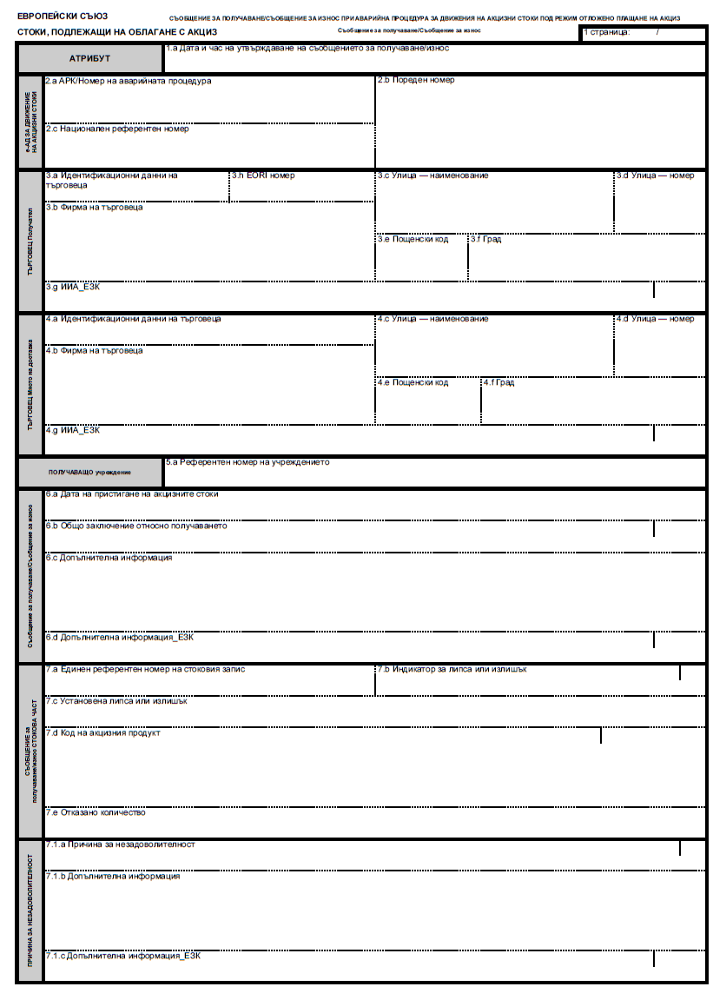 ЕВРОПЕЙСКИ СЪЮЗ
СЪОБЩЕНИЕ ЗА ПОЛУЧАВАНЕ/СЪОБЩЕНИЕ ЗА ИЗНОС ПРИ АВАРИЙНА ПРОЦЕДУРА ЗА ДВИЖЕНИЯ НА АКЦИЗНИ СТОКИ ПОД РЕЖИМ ОТЛОЖЕНО ПЛАЩАНЕ НА АКЦИЗ
СТОКИ, ПОДЛЕЖАЩИ НА ОБЛАГАНЕ С АКЦИЗ
Съобщение за получаване/Съобщение за износ
1 страница: /
АТРИБУТ
1.a Дата и час на утвърждаване на съобщението за получаване/износ
е-АД ЗА ДВИЖЕНИЕ
НА АКЦИЗНИ СТОКИ
2.a АРК/Номер на аварийната процедура
2.b Пореден номер
2.c Национален референтен номер
ТЪРГОВЕЦ Получател
3.a Идентификационни данни на
търговеца
3.h EORI номер
3.c Улица — наименование
3.d Улица — номер
3.b Фирма на търговеца
3.e Пощенски код
3.f Град
3.g ИИА_ЕЗК
ТЪРГОВЕЦ Място на доставка
4.a Идентификационни данни на търговеца
4.c Улица — наименование
4.d Улица — номер
4.b Фирма на търговеца
4.e Пощенски код
4.f Град
4.g ИИА_ЕЗК
ПОЛУЧАВАЩО учреждение
5.a Референтен номер на учреждението
Съобщение за получаване/Съобщение за износ
6.a Дата на пристигане на акцизните стоки
6.b Общо заключение относно получаването
6.c Допълнителна информация
6.d Допълнителна информация_ЕЗК
СЪОБЩЕНИЕ за
получаване/износ СТОКОВА ЧАСТ
7.a Единен референтен номер на стоковия запис
7.b Индикатор за липса или излишък
7.c Установена липса или излишък
7.d Код на акцизния продукт
7.e Отказано количество
ПРИЧИНА ЗА НЕЗАДОВОЛИТЕЛНОСТ
7.1.a Причина за незадоволителност
7.1.b Допълнителна информация
7.1.c Допълнителна информация_ЕЗК